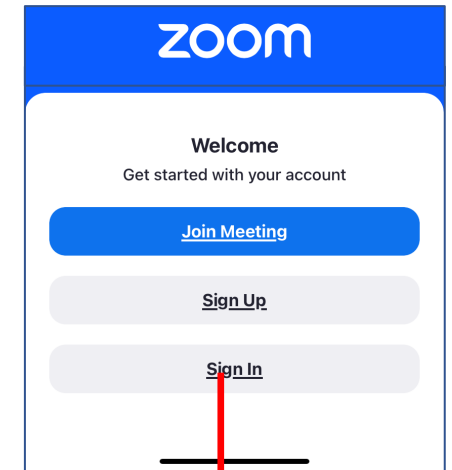 zoom
Welcome
Get started with your account
Join Meeting
Sign Up
Sign In